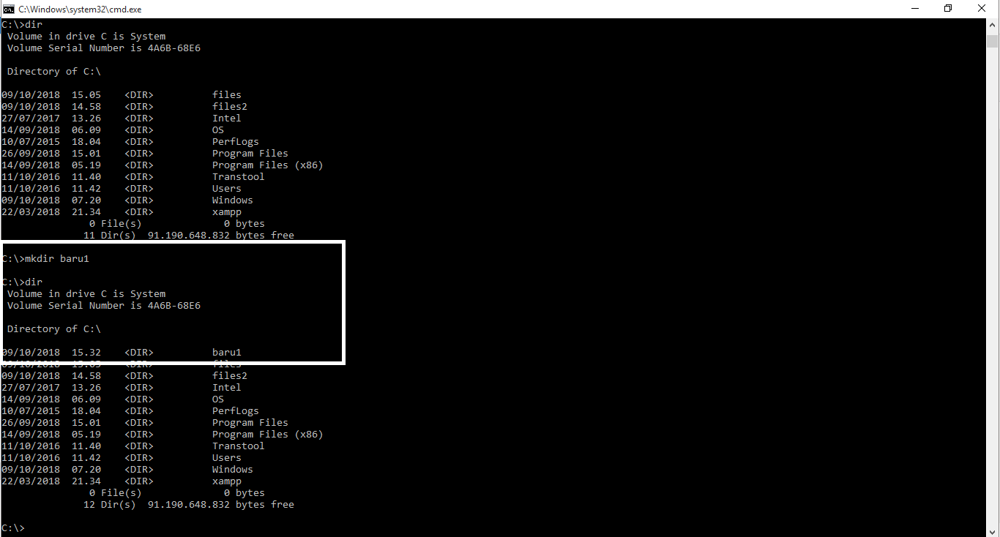 C:\Windows\system32\cmd.exe
C:\>dir
 Volume in drive C is System
 Volume Serial Number is 4A6B-68E6

 Directory of C:\

09/10/2018  15.05    <DIR>          files
09/10/2018  14.58    <DIR>          files2
27/07/2017  13.26    <DIR>          Intel
14/09/2018  06.09    <DIR>          OS
10/07/2015  18.04    <DIR>          PerfLogs
26/09/2018  15.01    <DIR>          Program Files
14/09/2018  05.19    <DIR>          Program Files (x86)
11/10/2016  11.40    <DIR>          Transtool
11/10/2016  11.42    <DIR>          Users
09/10/2018  07.20    <DIR>          Windows
22/03/2018  21.34    <DIR>          xampp
               0 File(s)              0 bytes
              11 Dir(s)  91.190.648.832 bytes free

C:\>mkdir baru1

C:\>dir
 Volume in drive C is System
 Volume Serial Number is 4A6B-68E6

 Directory of C:\

09/10/2018  15.32    <DIR>          baru1
09/10/2018  15.05    <DIR>          files
09/10/2018  14.58    <DIR>          files2
27/07/2017  13.26    <DIR>          Intel
14/09/2018  06.09    <DIR>          OS
10/07/2015  18.04    <DIR>          PerfLogs
26/09/2018  15.01    <DIR>          Program Files
14/09/2018  05.19    <DIR>          Program Files (x86)
11/10/2016  11.40    <DIR>          Transtool
11/10/2016  11.42    <DIR>          Users
09/10/2018  07.20    <DIR>          Windows
22/03/2018  21.34    <DIR>          xampp
               0 File(s)              0 bytes
              12 Dir(s)  91.190.648.832 bytes free

C:\>